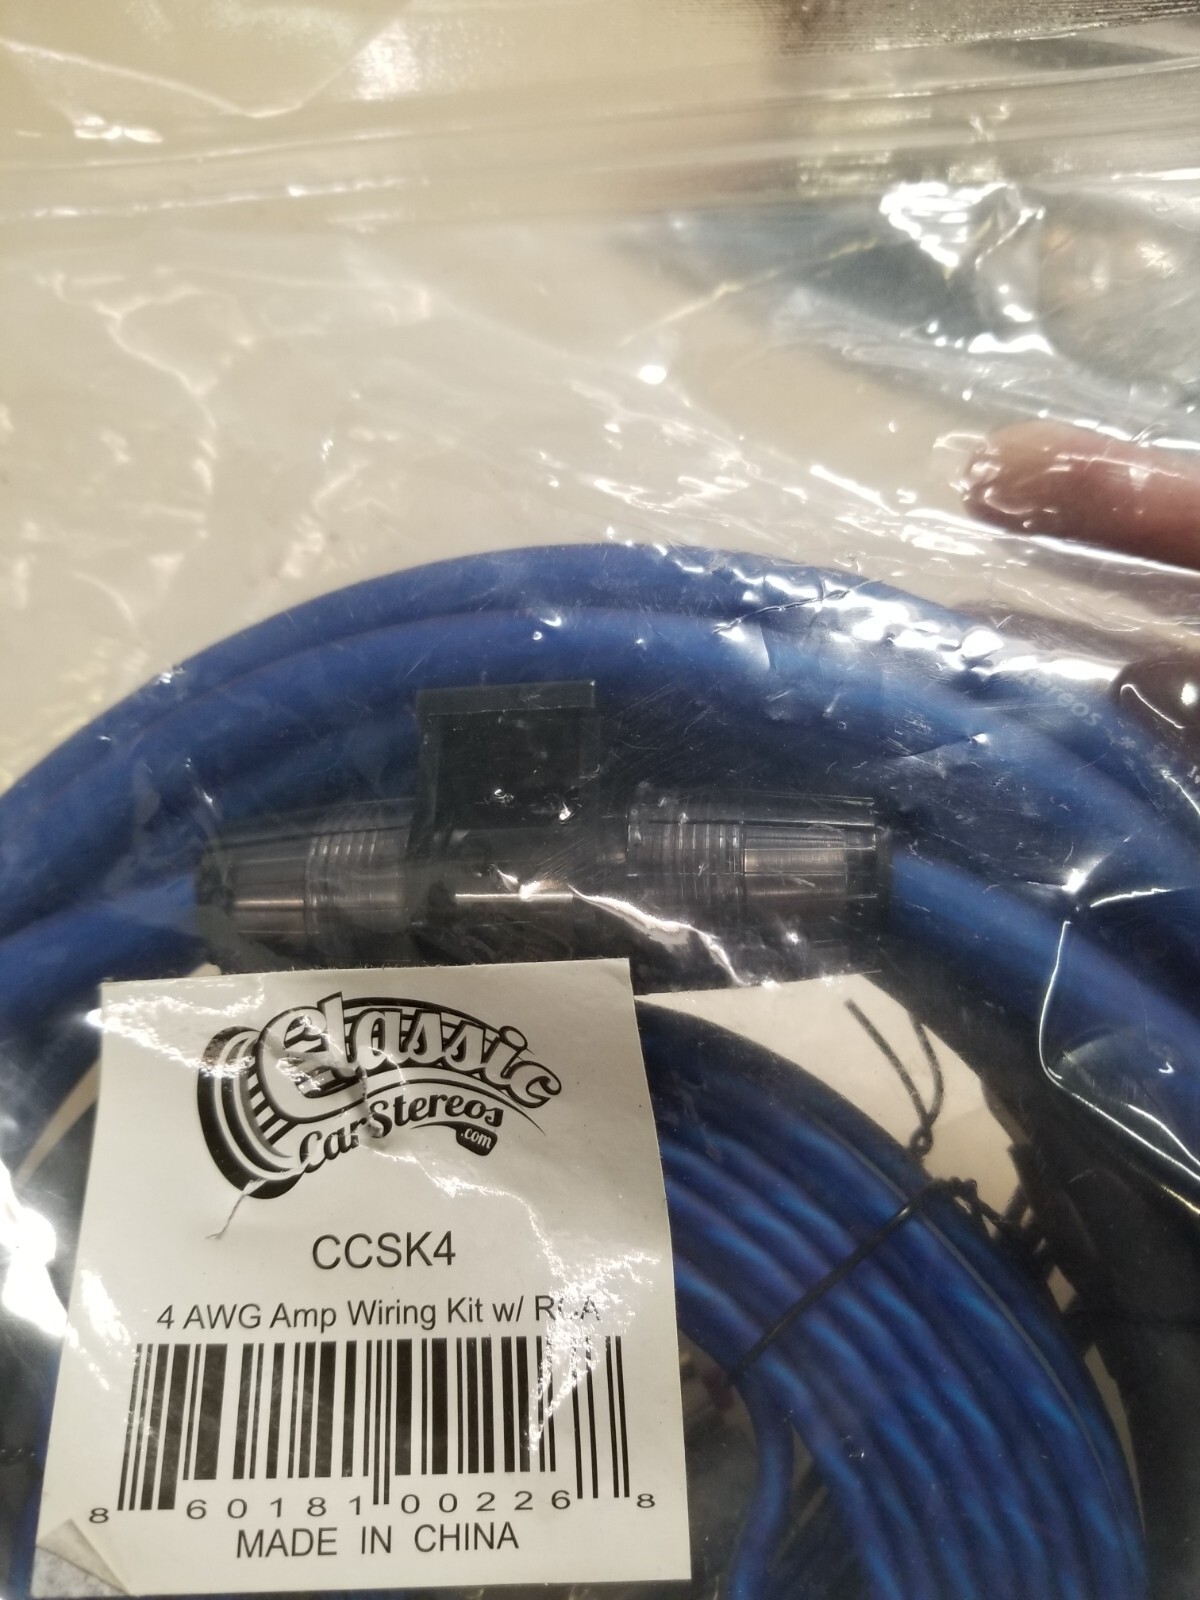 Classic
CarStereos
.com
CCSK4
4 AWG Amp Wiring Kit w/ RCA
8 60181 00226 8
MADE IN CHINA